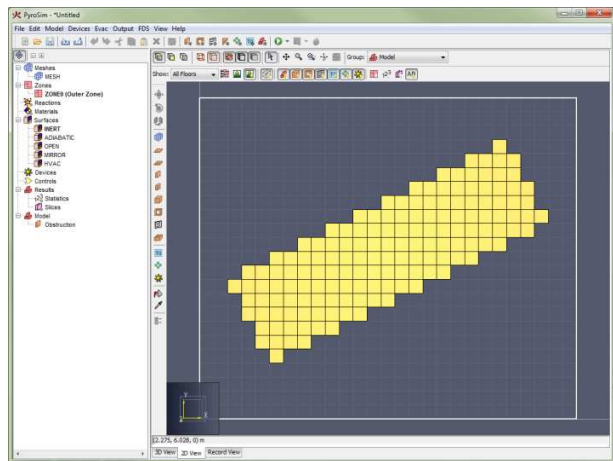 PyroSim - *Untitled
File Edit Model Devices Evac Output FDS View Help
Group: Model
Show: All Floors
Meshes
MESH
Zones
ZONE0 (Outer Zone)
Reactions
Materials
Surfaces
INERT
ADIABATIC
OPEN
MIRROR
HVAC
Devices
Controls
Results
Statistics
Slices
Model
Obstruction
Y
X
(2.275, 6.028, 0) m
3D View 2D View Record View